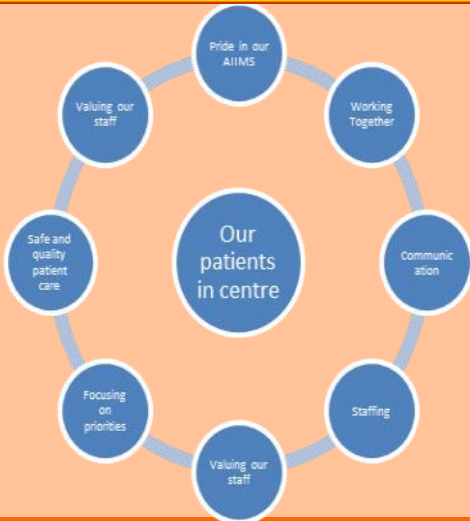 Pride in our
AIIMS
Working
Together
Communic
ation
Staffing
Valuing our
staff
Focusing
on
priorities
Safe and
quality
patient
care
Valuing our
staff
Our
patients
in centre